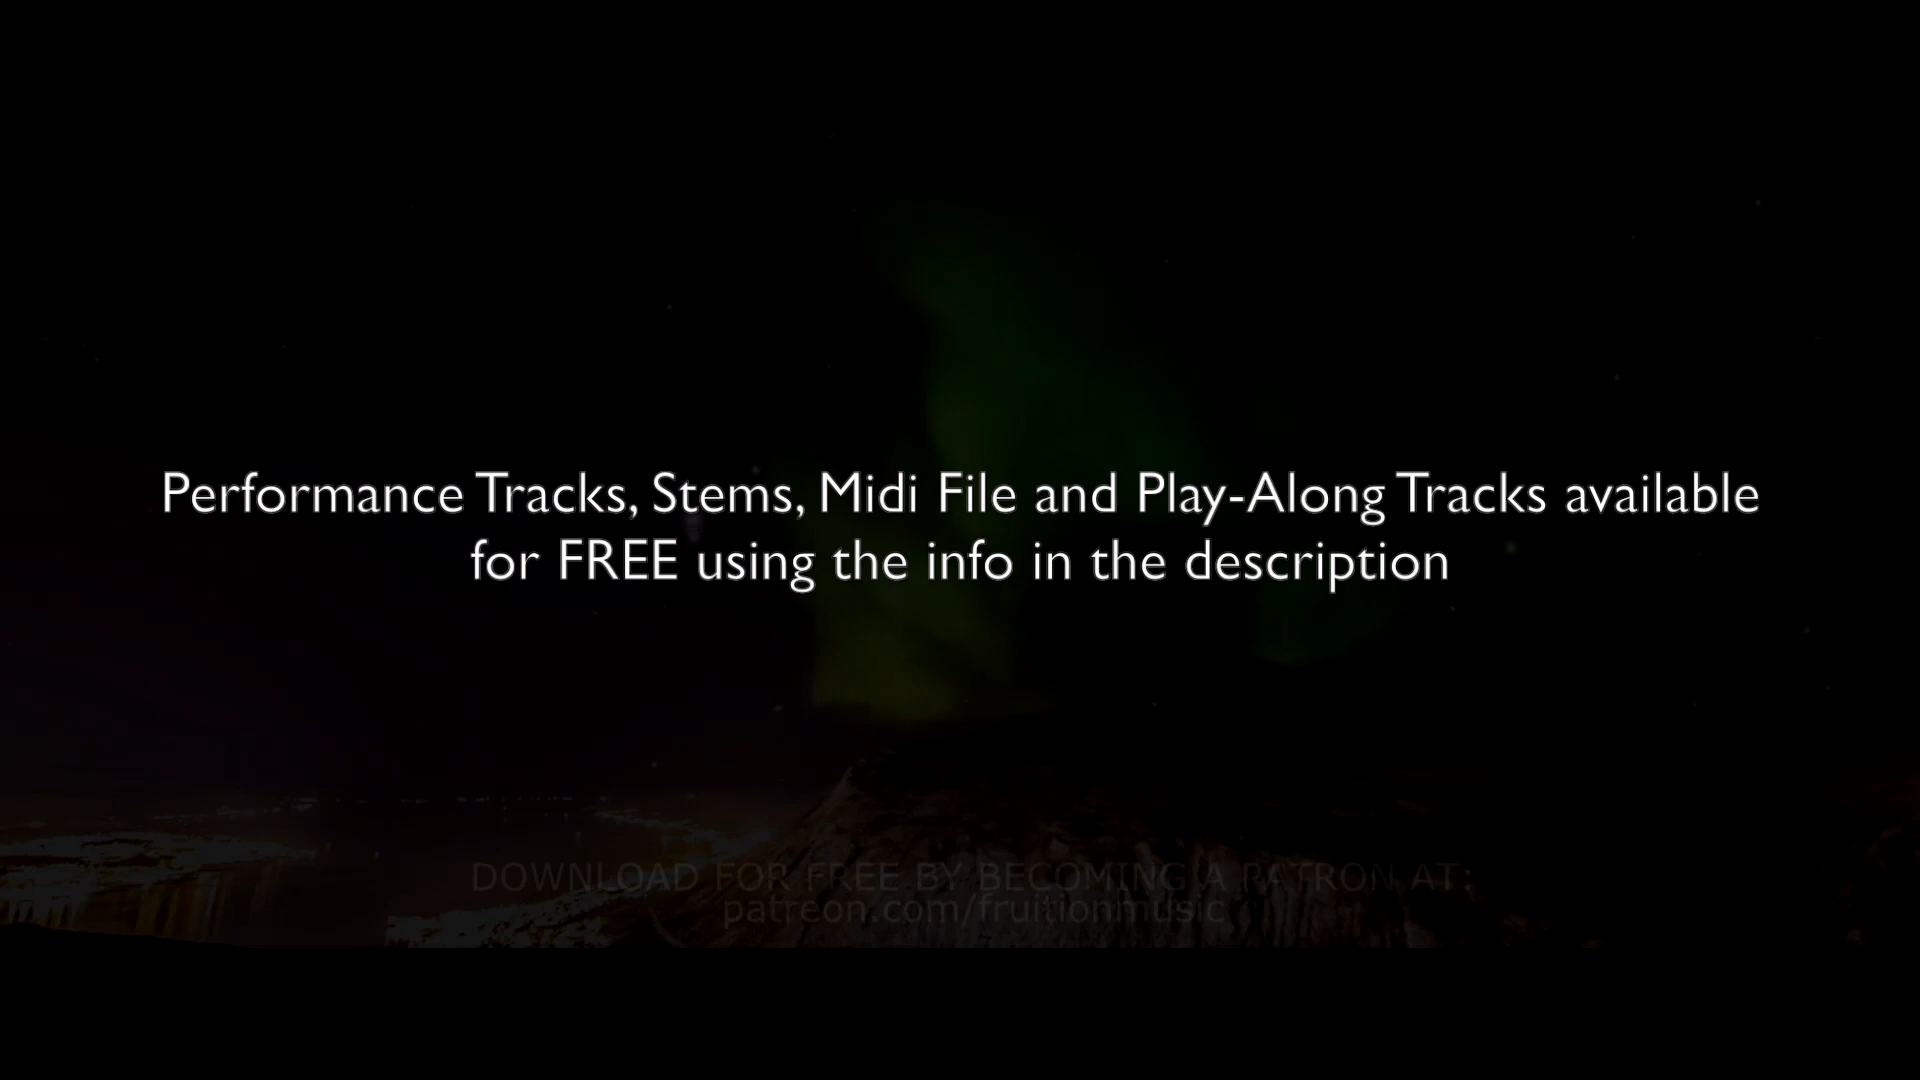 Performance Tracks, Stems, Midi File and Play-Along Tracks available
for FREE using the info in the description
DOWNLOAD FOR FREE BY BECOMING A PATRON AT:
patreon.com/fruitionmusic